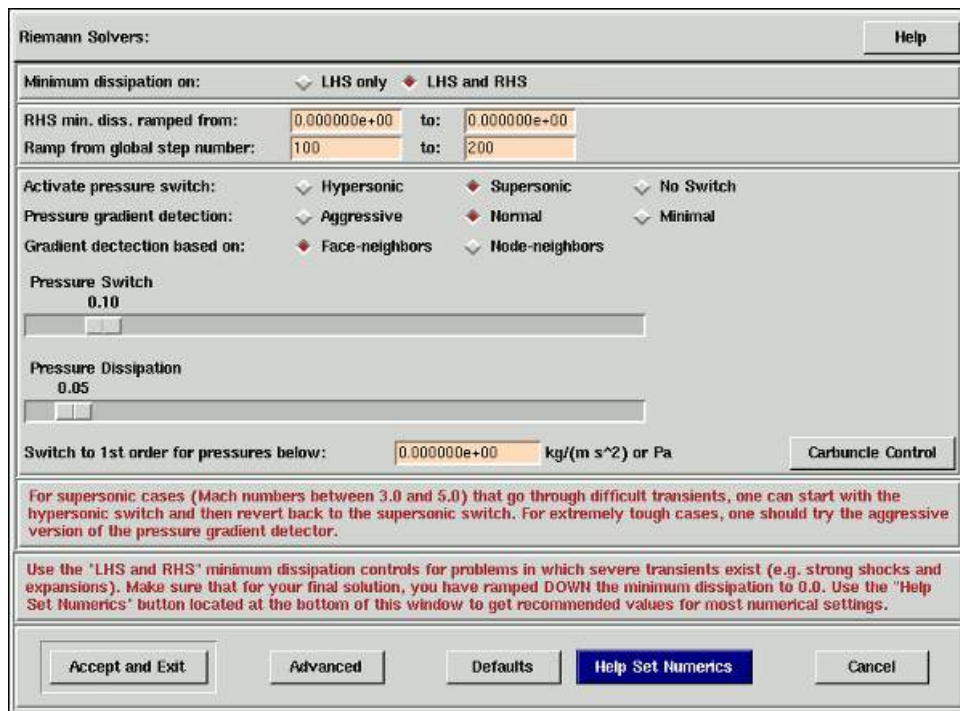 Riemann Solvers: Help
Minimum dissipation on: LHS only LHS and RHS
RHS min. diss. ramped from: 0.000000e+00 to: 0.000000e+00
Ramp from global step number: 100 to: 200
Activate pressure switch: Hypersonic Supersonic No Switch
Pressure gradient detection: Aggressive Normal Minimal
Gradient dectection based on: Face-neighbors Node-neighbors
Pressure Switch
0.10
Pressure Dissipation
0.05
Switch to 1st order for pressures below: 0.000000e+00 kg/(m s^2) or Pa Carbuncle Control
For supersonic cases (Mach numbers between 3.0 and 5.0) that go through difficult transients, one can start with the
hypersonic switch and then revert back to the supersonic switch. For extremely tough cases, one should try the aggressive
version of the pressure gradient detector.
Use the "LHS and RHS" minimum dissipation controls for problems in which severe transients exist (e.g. strong shocks and
expansions). Make sure that for your final solution, you have ramped DOWN the minimum dissipation to 0.0. Use the "Help
Set Numerics" button located at the bottom of this window to get recommended values for most numerical settings.
Accept and Exit Advanced Defaults Help Set Numerics Cancel